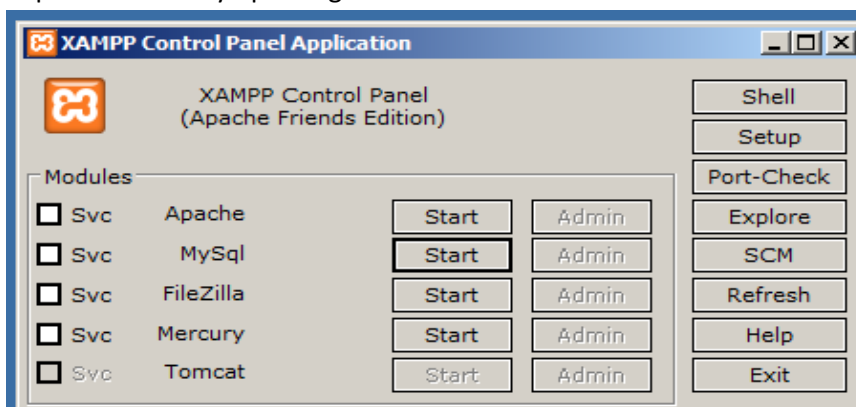 XAMPP Control Panel Application
XAMPP Control Panel
(Apache Friends Edition)
Shell
Setup
Port-Check
Modules
Svc Apache Start Admin
Explore
Svc MySql Start Admin
SCM
Svc FileZilla Start Admin
Refresh
Svc Mercury Start Admin
Help
Svc Tomcat Start Admin
Exit